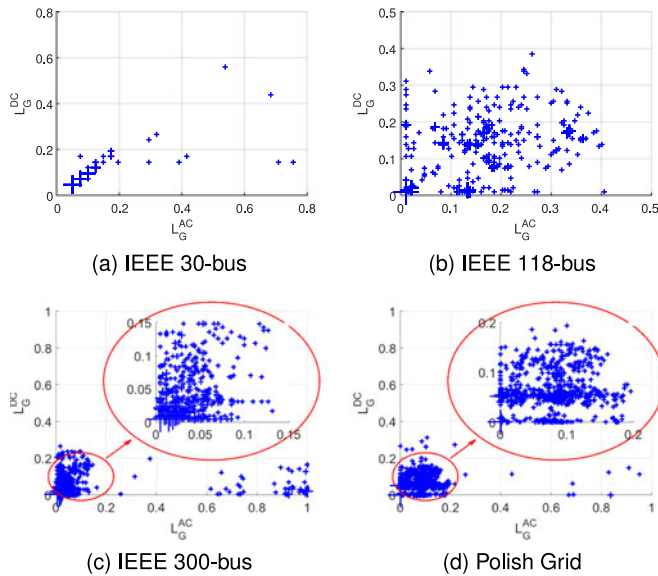 0.8
0.6
0.4
0.2
0
0 0.2 0.4 0.6 0.8
L_G^DC
L_G^AC
(a) IEEE 30-bus
0.5
0.4
0.3
0.2
0.1
0
0 0.1 0.2 0.3 0.4 0.5
L_G^DC
L_G^AC
(b) IEEE 118-bus
1
0.8
0.6
0.4
0.2
0
0 0.2 0.4 0.6 0.8 1
L_G^DC
L_G^AC
0.15
0.1
0.05
0
0 0.05 0.1 0.15
(c) IEEE 300-bus
1
0.8
0.6
0.4
0.2
0
0 0.2 0.4 0.6 0.8 1
L_G^DC
L_G^AC
0.2
0.1
0
0 0.1 0.2
(d) Polish Grid